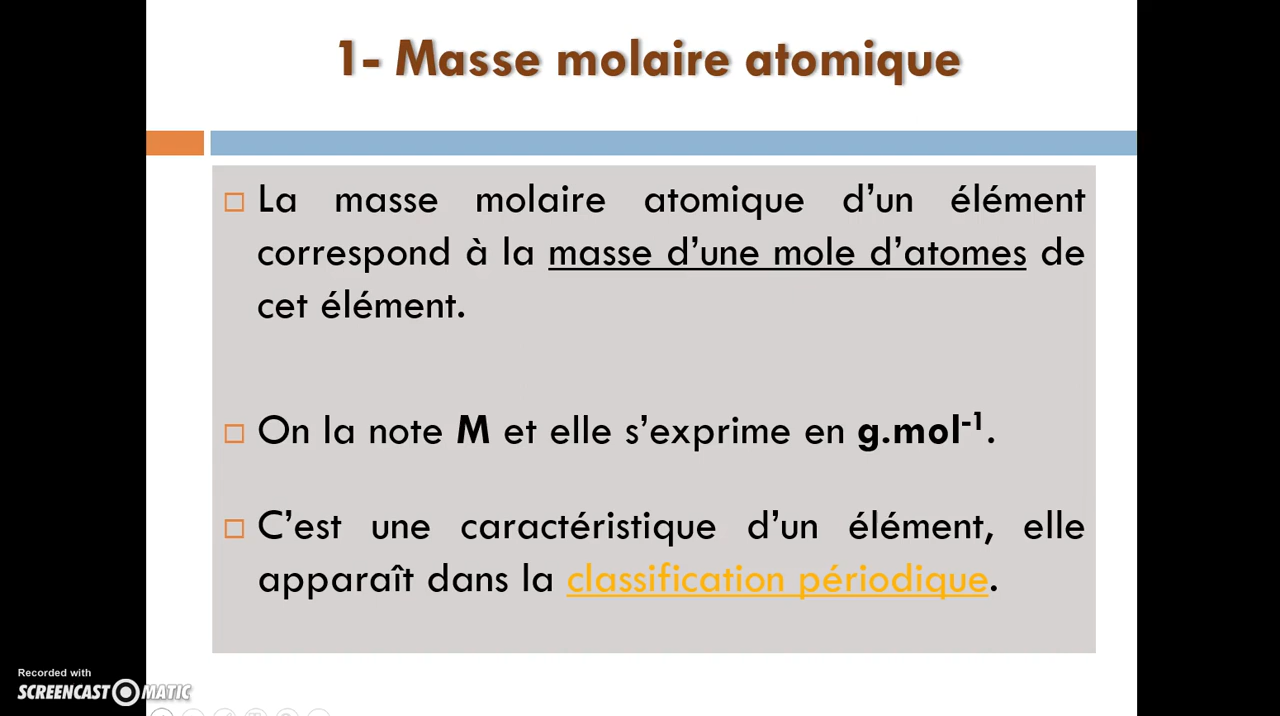 1- Masse molaire atomique
La masse molaire atomique d’un élément
correspond à la masse d’une mole d’atomes de
cet élément.
On la note M et elle s’exprime en g.mol⁻¹.
C’est une caractéristique d’un élément, elle
apparaît dans la classification périodique.
Recorded with
SCREENCAST MATIC